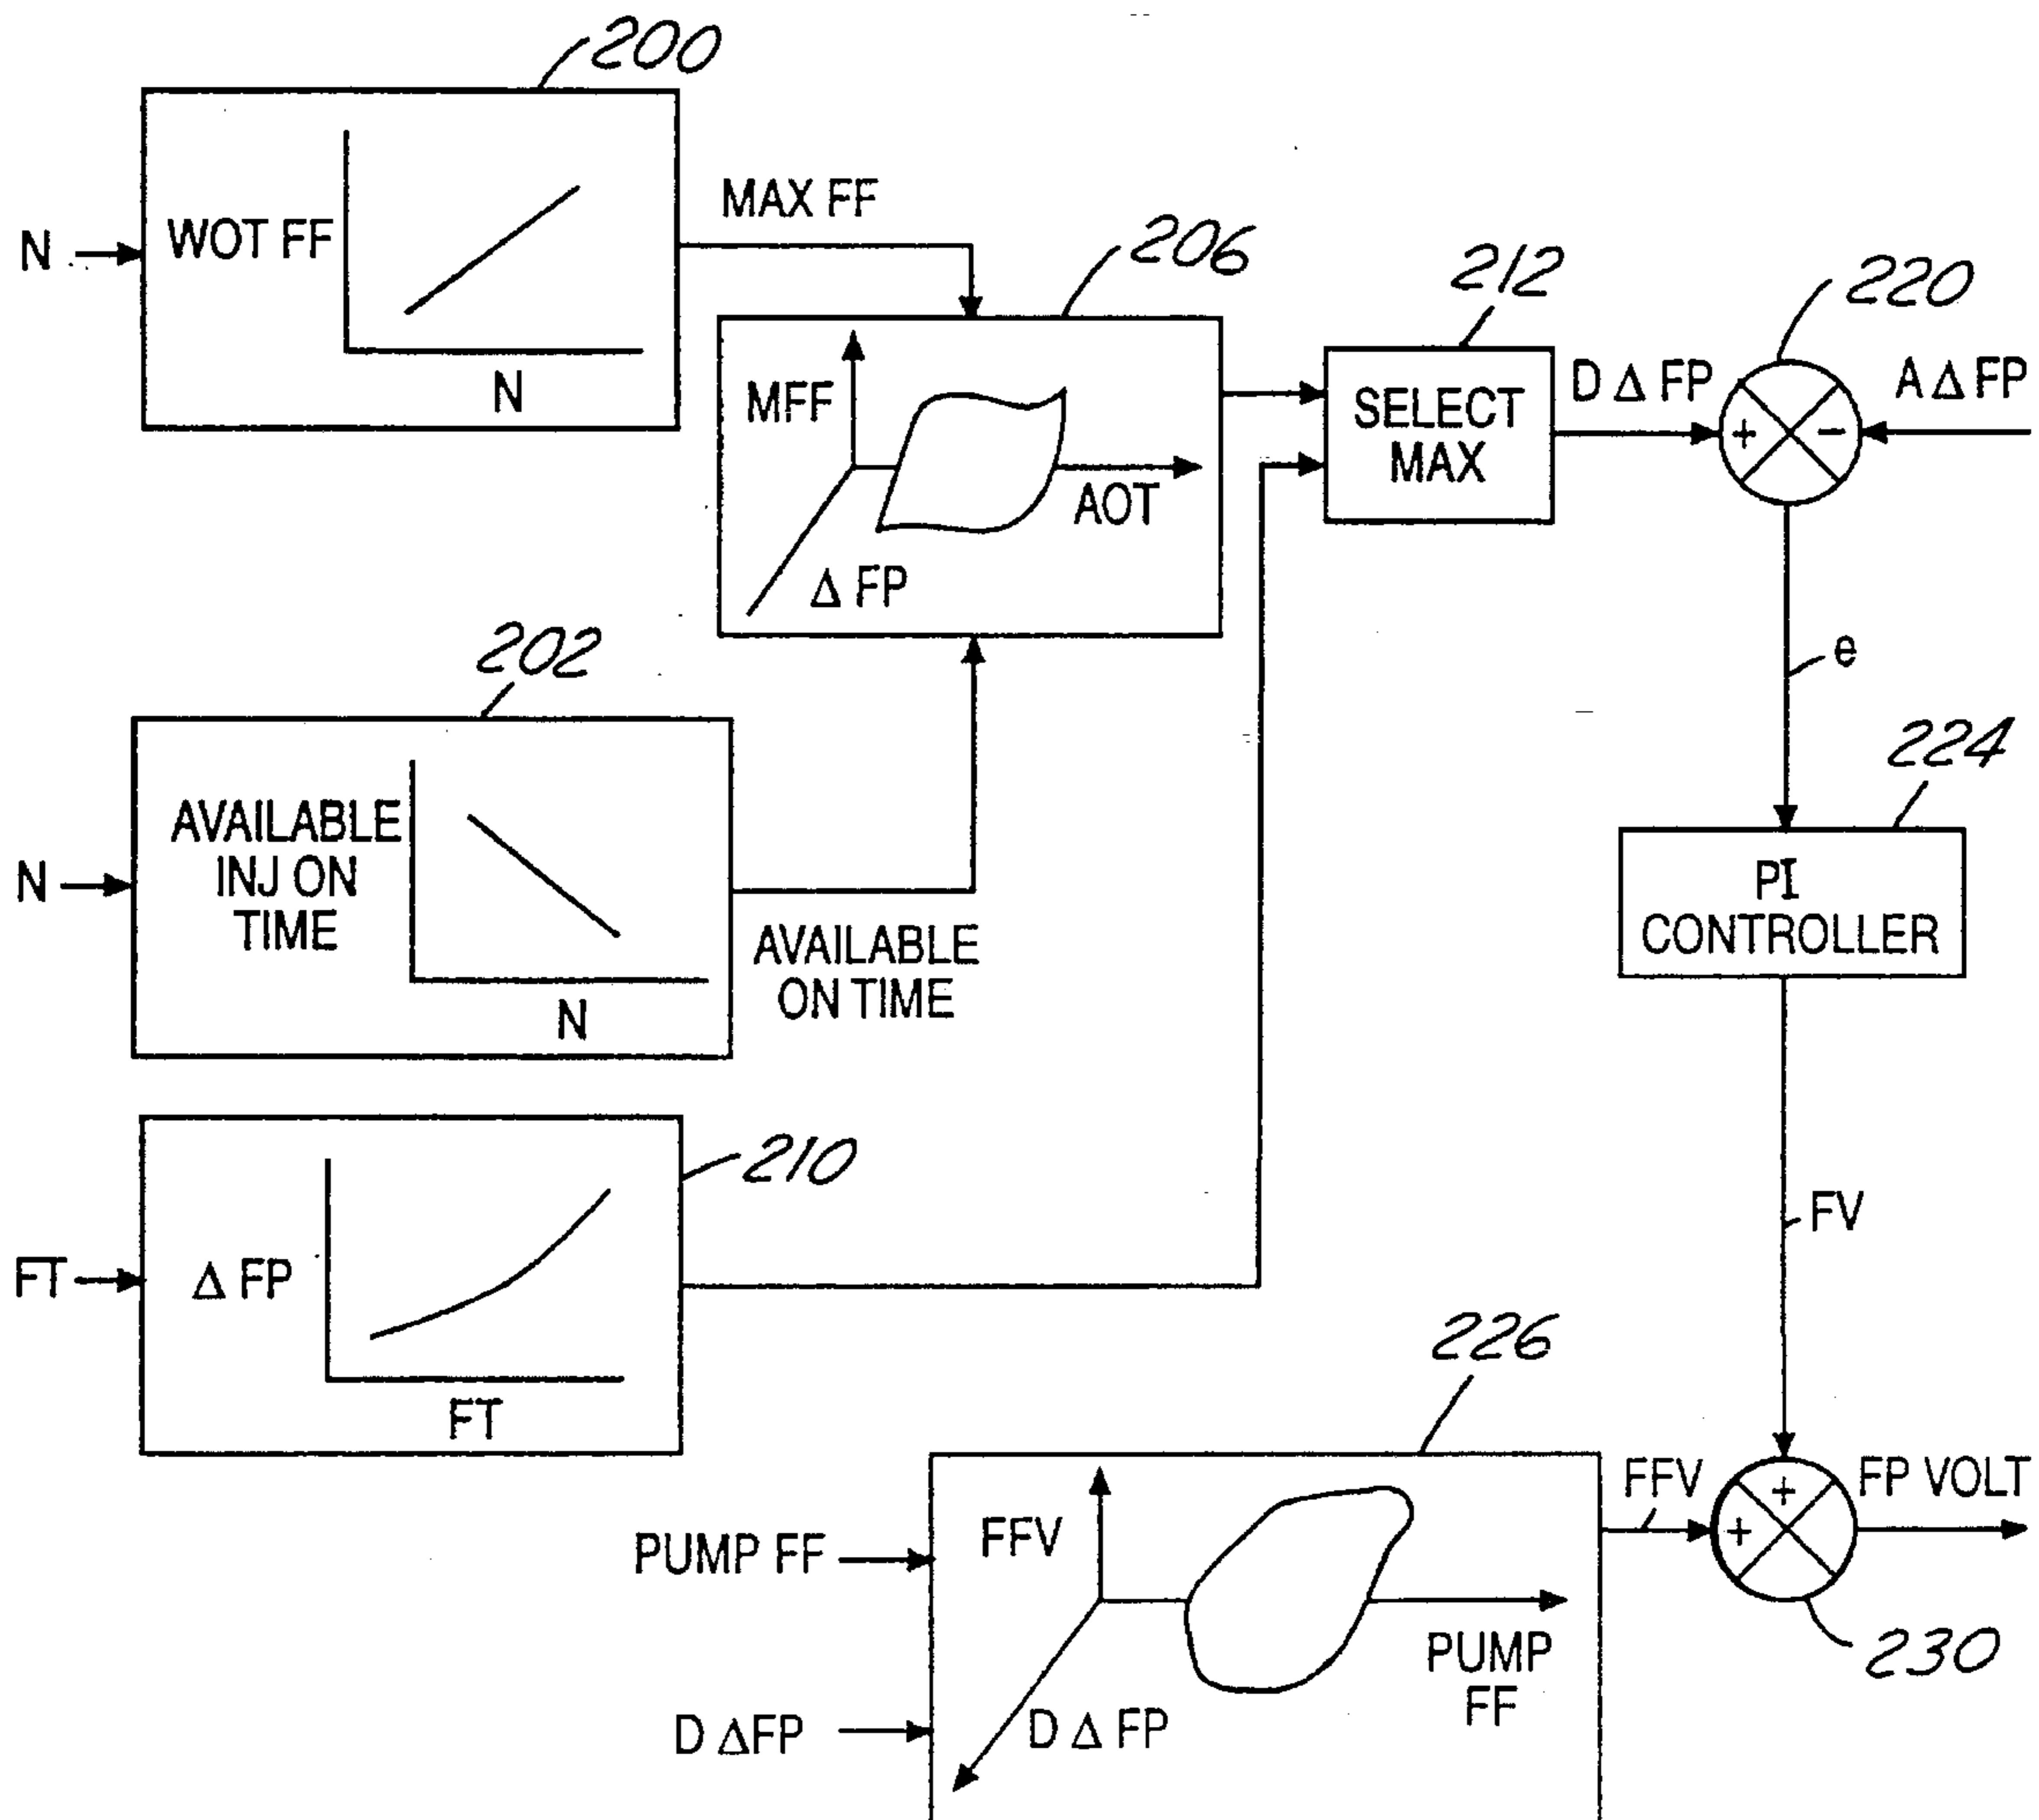 200
N
WOT FF
N
MAX FF
206
MFF
AOT
Δ FP
212
SELECT
MAX
D Δ FP
220
+
−
A Δ FP
e
202
N
AVAILABLE
INJ ON
TIME
N
AVAILABLE
ON TIME
224
PI
CONTROLLER
FV
210
FT
Δ FP
FT
226
PUMP FF
D ΔFP
FFV
D Δ FP
PUMP
FF
FFV
+
+
FP VOLT
230